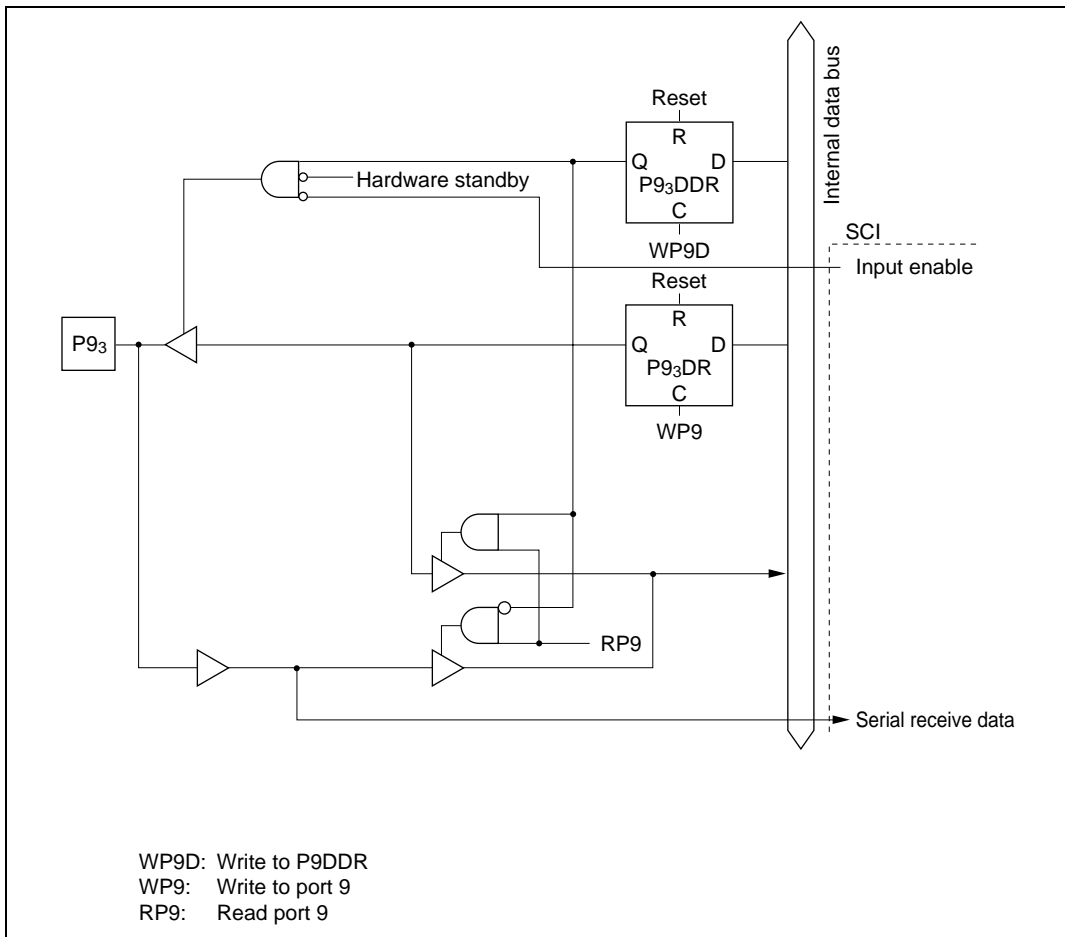 Reset
R
Q D
P9₃DDR
C
WP9D
Hardware standby
Internal data bus
SCI
Input enable
Reset
R
Q D
P9₃DR
C
WP9
P9₃
RP9
Serial receive data
WP9D: Write to P9DDR
WP9: Write to port 9
RP9: Read port 9